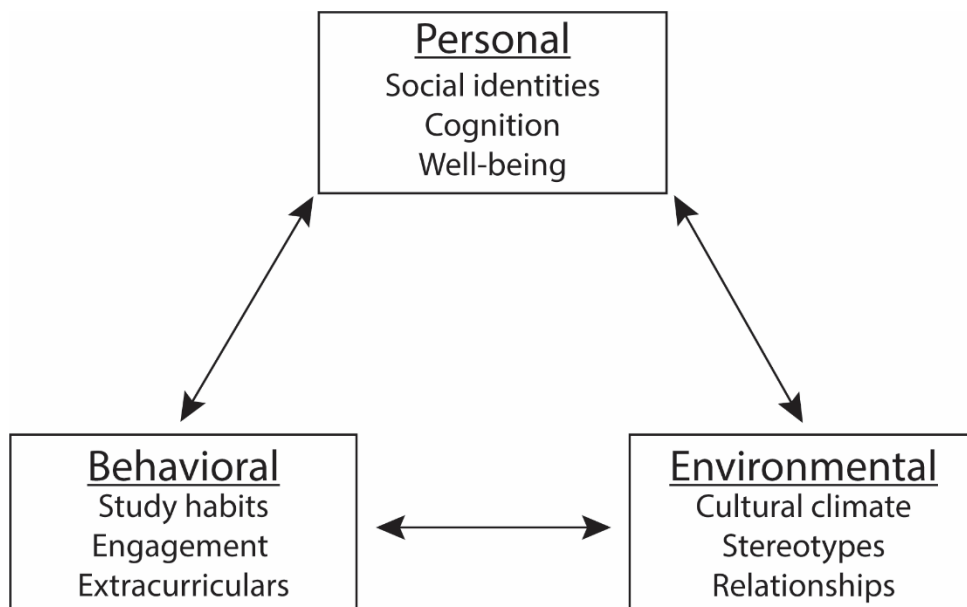 Personal
Social identities
Cognition
Well-being
Behavioral
Study habits
Engagement
Extracurriculars
Environmental
Cultural climate
Stereotypes
Relationships